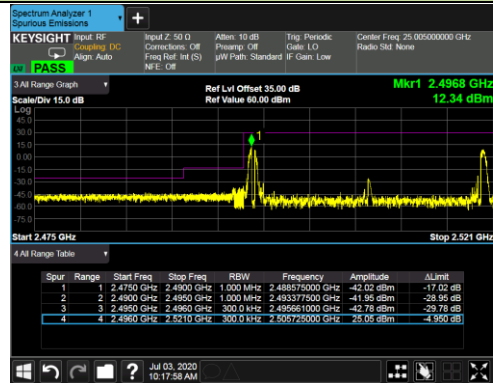 Spectrum Analyzer 1
Spurious Emissions
KEYSIGHT Input: RF Input Z: 50 Ω Atten: 10 dB Trig: Periodic Center Freq: 25.005000000 GHz
Coupling: DC Corrections: Off Preamp: Off Gate: LO Radio Std: None
Align: Auto Freq Ref: Int (S) µW Path: Standard IF Gain: Low
NFE: Off
PASS
3 All Range Graph
Ref Lvl Offset 35.00 dB Mkr1 2.4968 GHz
Scale/Div 15.0 dB Ref Value 60.00 dBm 12.34 dBm
Log
45.0
30.0
15.0
0.00
-15.0
-30.0
-45.0
-60.0
-75.0
1
Start 2.475 GHz Stop 2.521 GHz
4 All Range Table
Spur Range Start Freq Stop Freq RBW Frequency Amplitude ΔLimit
1 1 2.4750 GHz 2.4900 GHz 1.000 MHz 2.488575000 GHz -42.02 dBm -17.02 dB
2 2 2.4900 GHz 2.4950 GHz 1.000 MHz 2.493377500 GHz -41.95 dBm -28.95 dB
3 3 2.4950 GHz 2.4960 GHz 300.0 kHz 2.495661000 GHz -42.78 dBm -29.78 dB
4 4 2.4960 GHz 2.5210 GHz 300.0 kHz 2.505725000 GHz 25.05 dBm -4.950 dB
Jul 03, 2020
10:17:58 AM